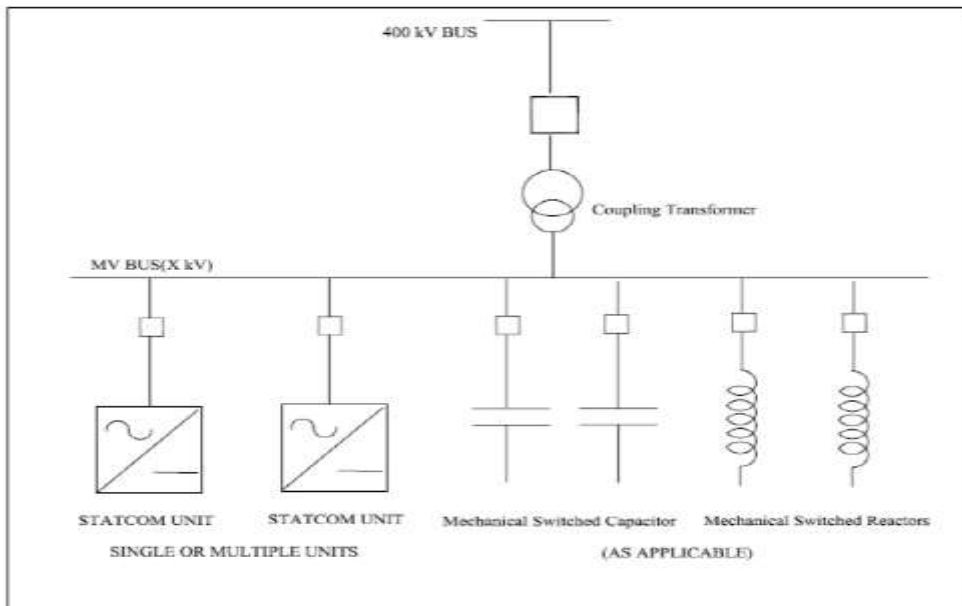 400 kV BUS
Coupling Transformer
MV BUS(X kV)
STATCOM UNIT
STATCOM UNIT
Mechanical Switched Capacitor
Mechanical Switched Reactors
SINGLE OR MULTIPLE UNITS
(AS APPLICABLE)